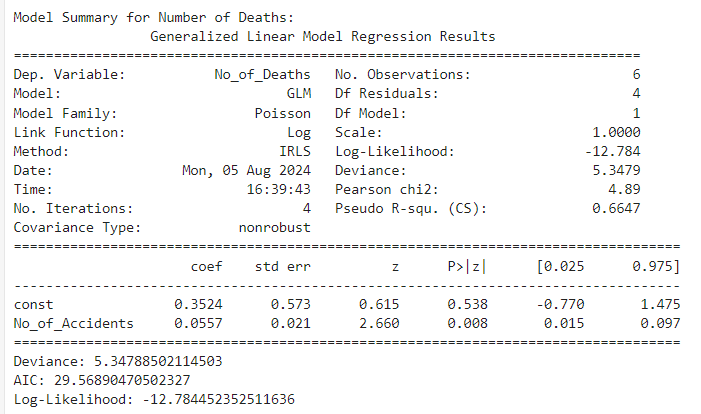 Model Summary for Number of Deaths:
Generalized Linear Model Regression Results
==============================================================================
Dep. Variable: No_of_Deaths No. Observations: 6
Model: GLM Df Residuals: 4
Model Family: Poisson Df Model: 1
Link Function: Log Scale: 1.0000
Method: IRLS Log-Likelihood: -12.784
Date: Mon, 05 Aug 2024 Deviance: 5.3479
Time: 16:39:43 Pearson chi2: 4.89
No. Iterations: 4 Pseudo R-squ. (CS): 0.6647
Covariance Type: nonrobust
===================================================================================
coef std err z P>|z| [0.025 0.975]
-----------------------------------------------------------------------------------
const 0.3524 0.573 0.615 0.538 -0.770 1.475
No_of_Accidents 0.0557 0.021 2.660 0.008 0.015 0.097
===================================================================================
Deviance: 5.34788502114503
AIC: 29.56890470502327
Log-Likelihood: -12.784452352511636